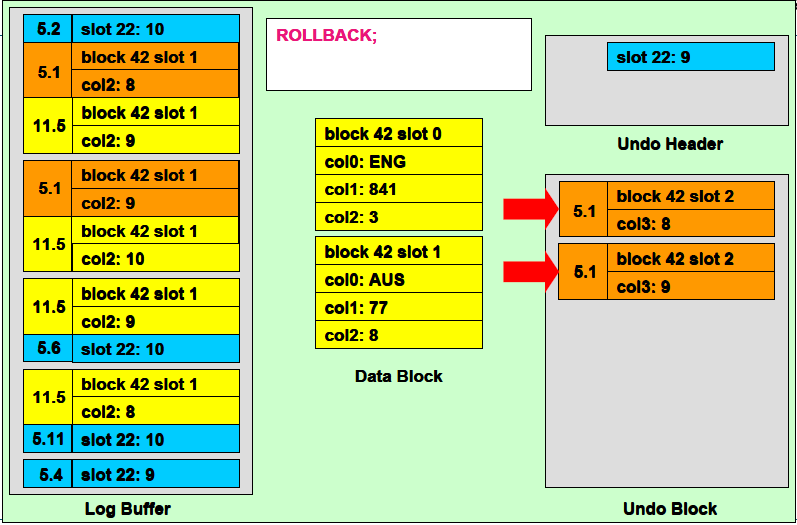 5.2 slot 22: 10
5.1 block 42 slot 1
col2: 8
11.5 block 42 slot 1
col2: 9
5.1 block 42 slot 1
col2: 9
11.5 block 42 slot 1
col2: 10
11.5 block 42 slot 1
col2: 9
5.6 slot 22: 10
11.5 block 42 slot 1
col2: 8
5.11 slot 22: 10
5.4 slot 22: 9
Log Buffer
ROLLBACK;
block 42 slot 0
col0: ENG
col1: 841
col2: 3
block 42 slot 1
col0: AUS
col1: 77
col2: 8
Data Block
slot 22: 9
Undo Header
5.1 block 42 slot 2
col3: 8
5.1 block 42 slot 2
col3: 9
Undo Block